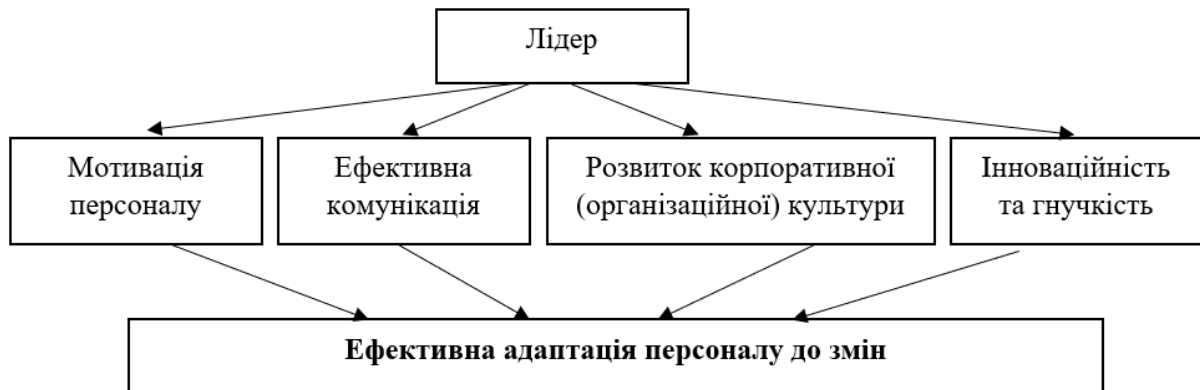 Лідер
Мотивація
персоналу
Ефективна
комунікація
Розвиток корпоративної
(організаційної) культури
Інноваційність
та гнучкість
Ефективна адаптація персоналу до змін